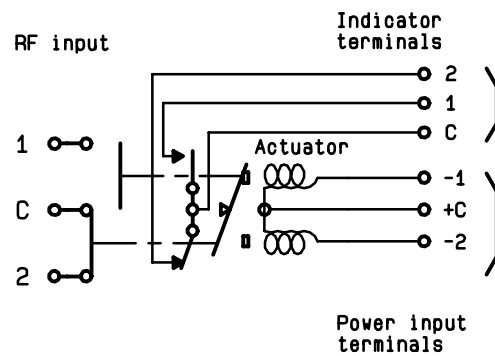 Indicator
terminals
RF input
2
1
C
1
Actuator
-1
C
+C
-2
2
Power input
terminals